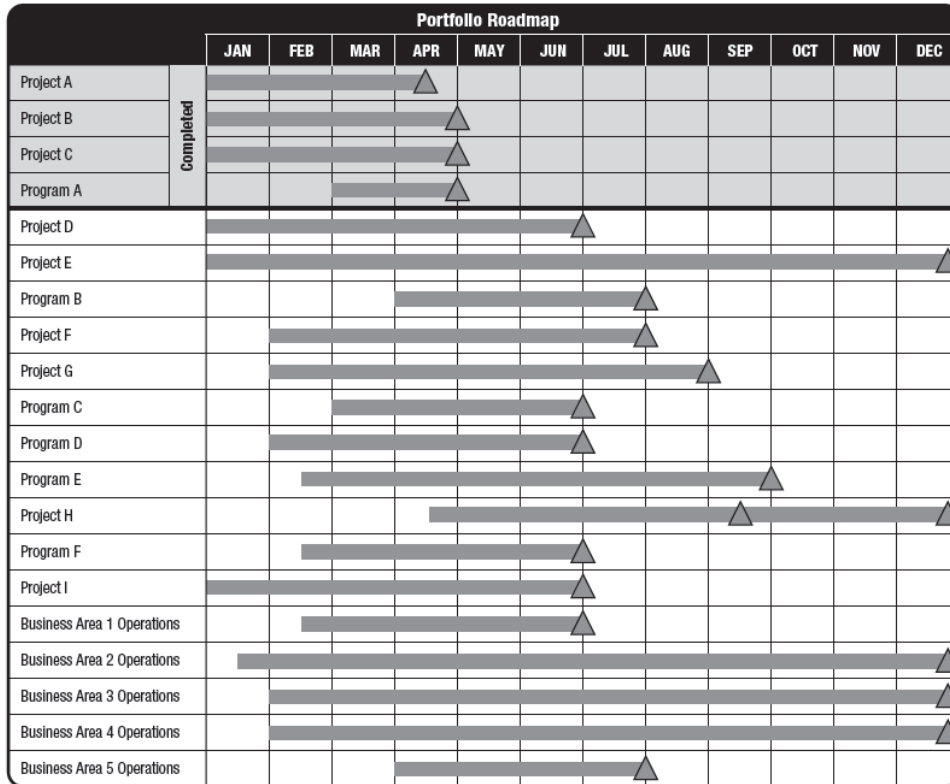 Portfolio Roadmap
JAN FEB MAR APR MAY JUN JUL AUG SEP OCT NOV DEC
Project A
Project B
Project C
Program A
Completed
Project D
Project E
Program B
Project F
Project G
Program C
Program D
Program E
Project H
Program F
Project I
Business Area 1 Operations
Business Area 2 Operations
Business Area 3 Operations
Business Area 4 Operations
Business Area 5 Operations